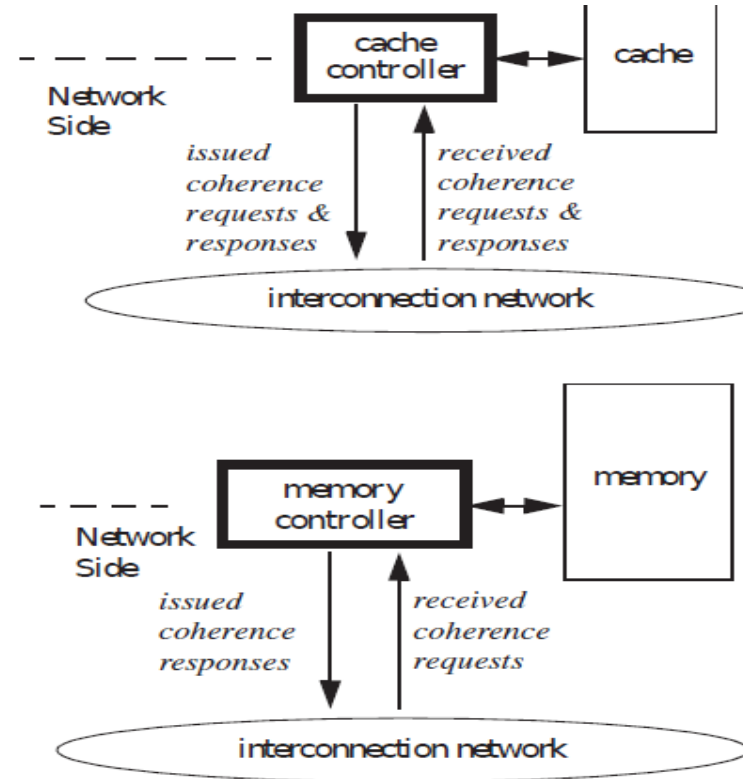 cache
controller
cache
Network
Side
issued
coherence
requests &
responses
received
coherence
requests &
responses
interconnection network
memory
controller
memory
Network
Side
issued
coherence
responses
received
coherence
requests
interconnection network